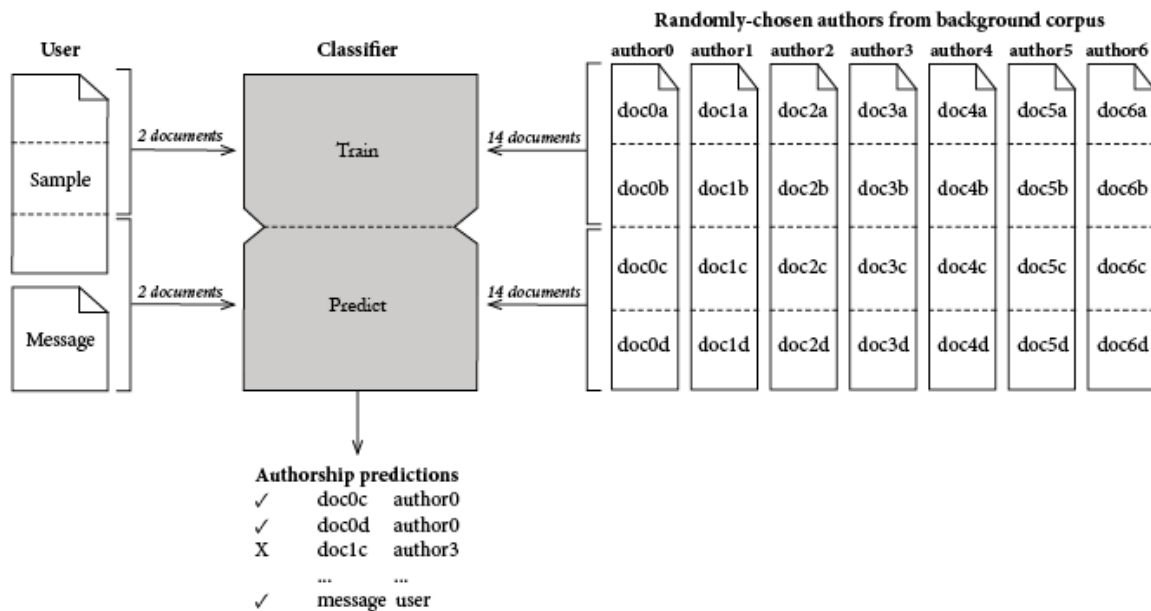 Randomly-chosen authors from background corpus
User Classifier author0 author1 author2 author3 author4 author5 author6
doc0a doc1a doc2a doc3a doc4a doc5a doc6a
2 documents 14 documents
Train
Sample doc0b doc1b doc2b doc3b doc4b doc5b doc6b
doc0c doc1c doc2c doc3c doc4c doc5c doc6c
2 documents 14 documents
Predict
Message doc0d doc1d doc2d doc3d doc4d doc5d doc6d
Authorship predictions
✓ doc0c author0
✓ doc0d author0
X doc1c author3
... ...
✓ message user